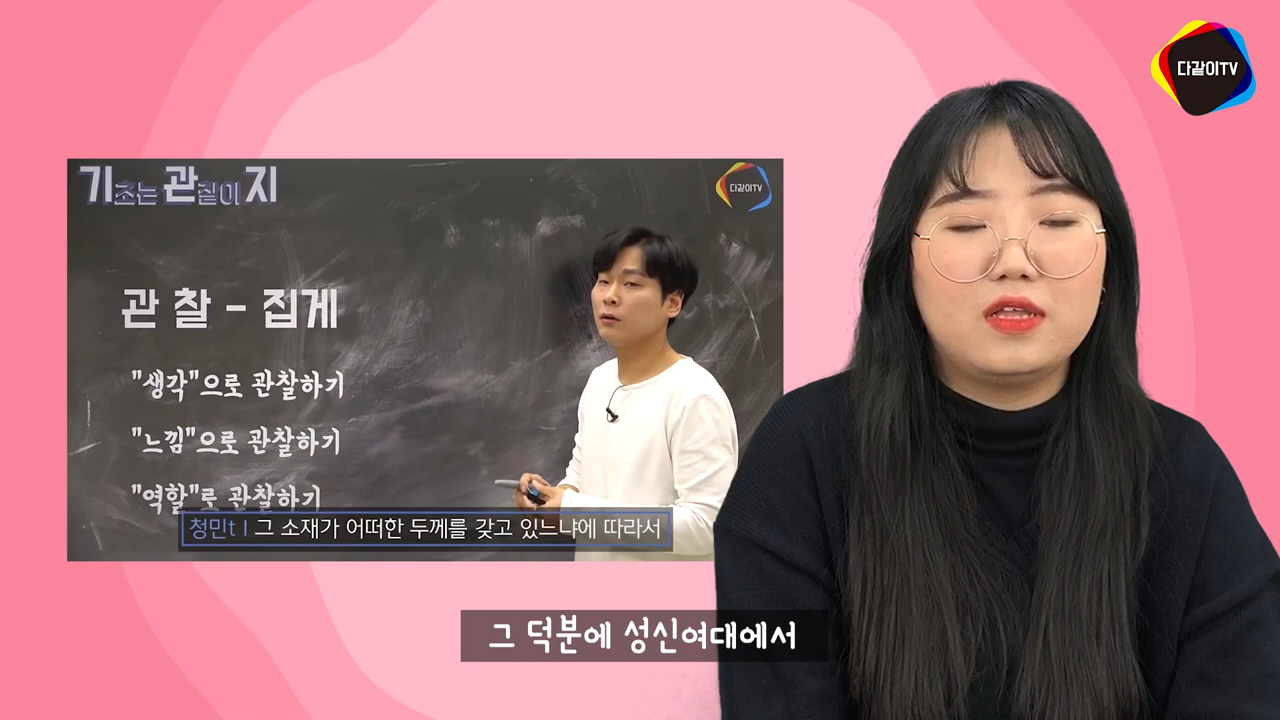 다같이TV
기초는 관찰이지
다같이TV
관찰 - 집게
"생각"으로 관찰하기
"느낌"으로 관찰하기
"역할"로 관찰하기
청민t | 그 소재가 어떠한 두께를 갖고 있느냐에 따라서
그 덕분에 성신여대에서